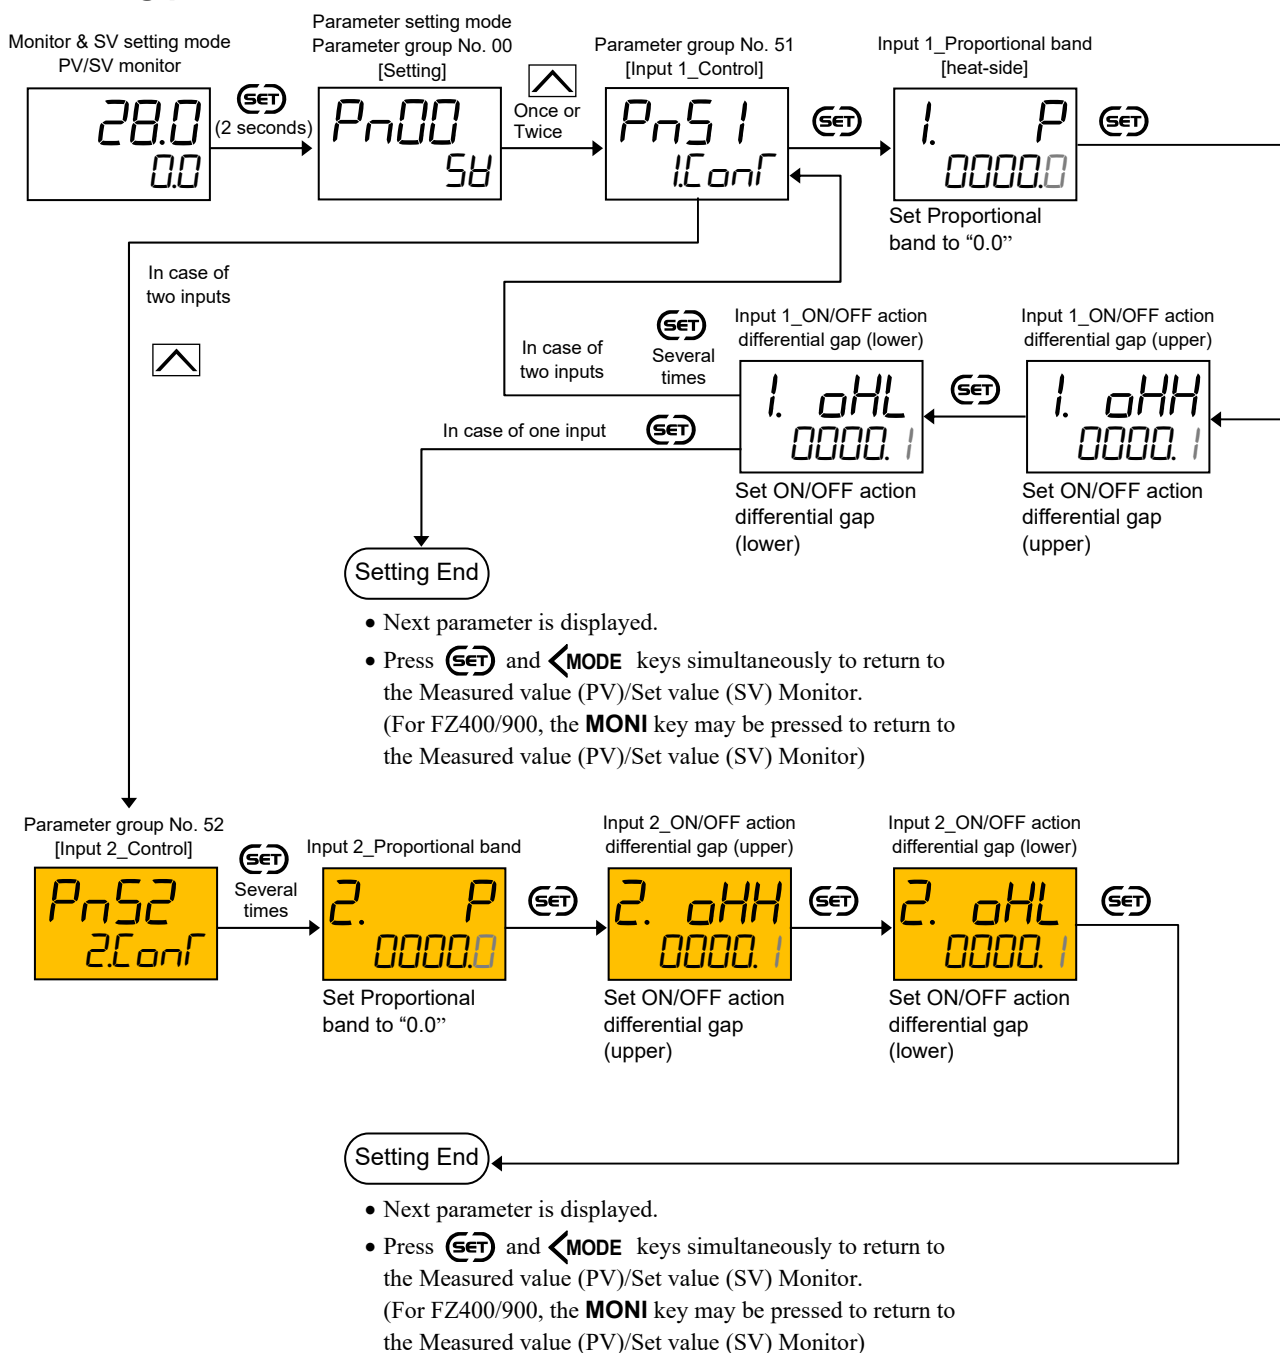 Parameter setting mode
Monitor & SV setting mode
PV/SV monitor
Parameter group No. 00
[Setting]
Parameter group No. 51
[Input 1_Control]
Input 1_Proportional band
[heat-side]
28.0
0.0
SET
(2 seconds)
Pn00
SV
Once or
Twice
Pn51
1.Cont
SET
1. P
0000.0
SET
Set Proportional
band to “0.0”
In case of
two inputs
In case of
two inputs
SET
Several
times
Input 1_ON/OFF action
differential gap (lower)
1. oHL
0000.1
SET
Input 1_ON/OFF action
differential gap (upper)
1. oHH
0000.1
In case of one input
SET
Set ON/OFF action
differential gap
(lower)
Set ON/OFF action
differential gap
(upper)
Setting End
• Next parameter is displayed.
• Press SET and <MODE keys simultaneously to return to
the Measured value (PV)/Set value (SV) Monitor.
(For FZ400/900, the MONI key may be pressed to return to
the Measured value (PV)/Set value (SV) Monitor)
Parameter group No. 52
[Input 2_Control]
Pn52
2.Cont
SET
Several
times
Input 2_Proportional band
2. P
0000.0
SET
Input 2_ON/OFF action
differential gap (upper)
2. oHH
0000.1
SET
Input 2_ON/OFF action
differential gap (lower)
2. oHL
0000.1
SET
Set Proportional
band to “0.0”
Set ON/OFF action
differential gap
(upper)
Set ON/OFF action
differential gap
(lower)
Setting End
• Next parameter is displayed.
• Press SET and <MODE keys simultaneously to return to
the Measured value (PV)/Set value (SV) Monitor.
(For FZ400/900, the MONI key may be pressed to return to
the Measured value (PV)/Set value (SV) Monitor)